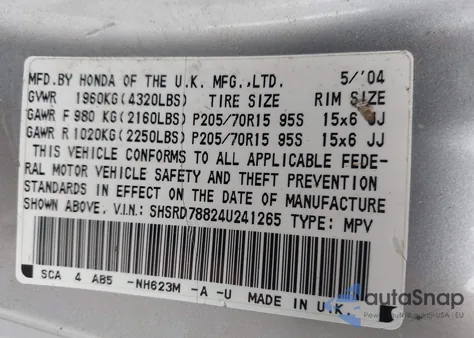 MFD.BY HONDA OF THE U.K. MFG.,LTD. 5/'04
GVWR 1960KG(4320LBS) TIRE SIZE RIM SIZE
GAWR F 980 KG(2160LBS) P205/70R15 95S 15x6 JJ
GAWR R 1020KG(2250LBS) P205/70R15 95S 15x6 JJ
THIS VEHICLE CONFORMS TO ALL APPLICABLE FEDE-
RAL MOTOR VEHICLE SAFETY AND THEFT PREVENTION
STANDARDS IN EFFECT ON THE DATE OF MANUFACTURE
SHOWN ABOVE. V.I.N: SHSRD78824U241265 TYPE: MPV
SCA 4 AB5 -NH623M -A -U MADE IN U.K.
autoSnap